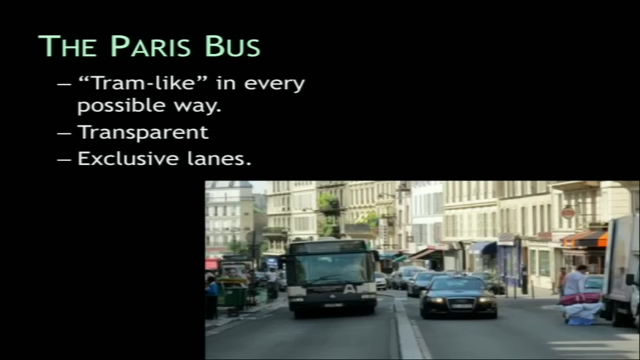 THE PARIS BUS
– “Tram-like” in every
possible way.
– Transparent
– Exclusive lanes.